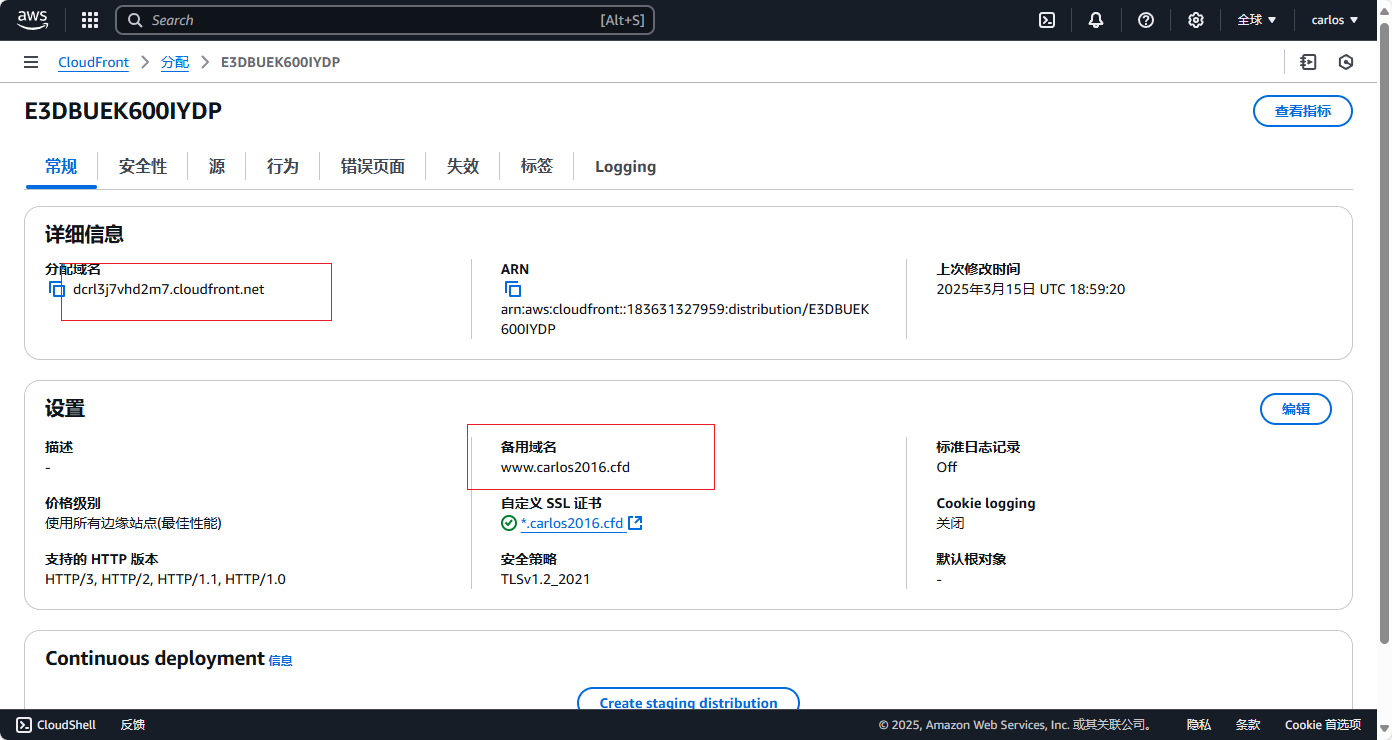 aws
Search
[Alt+S]
全球
carlos
CloudFront
分配
E3DBUEK600IYDP
E3DBUEK600IYDP
查看指标
常规
安全性
源
行为
错误页面
失效
标签
Logging
详细信息
分配域名
dcrl3j7vhd2m7.cloudfront.net
ARN
arn:aws:cloudfront::183631327959:distribution/E3DBUEK
600IYDP
上次修改时间
2025年3月15日 UTC 18:59:20
设置
编辑
描述
-
价格级别
使用所有边缘站点(最佳性能)
支持的 HTTP 版本
HTTP/3, HTTP/2, HTTP/1.1, HTTP/1.0
备用域名
www.carlos2016.cfd
自定义 SSL 证书
*.carlos2016.cfd
安全策略
TLSv1.2_2021
标准日志记录
Off
Cookie logging
关闭
默认根对象
-
Continuous deployment 信息
Create staging distribution
CloudShell
反馈
© 2025, Amazon Web Services, Inc. 或其关联公司。
隐私
条款
Cookie 首选项